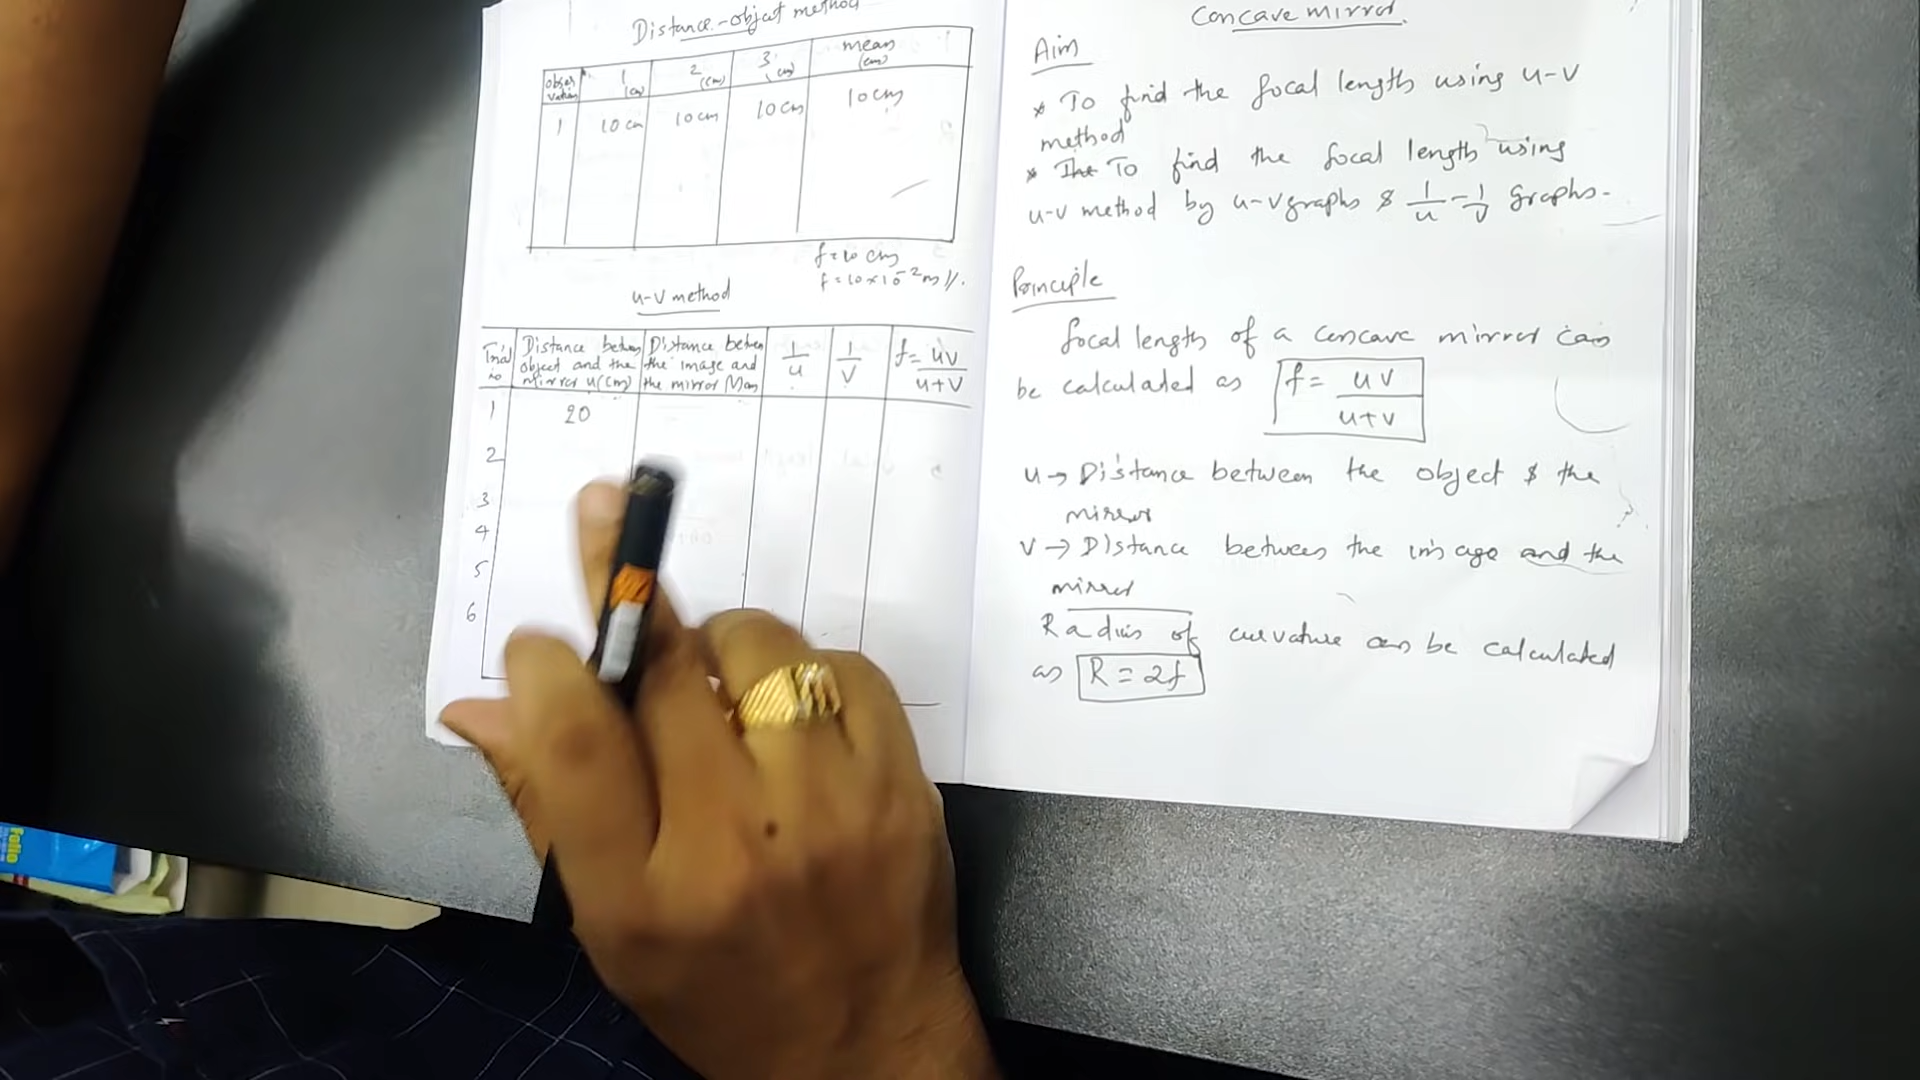 Distance-object method
Obser
vation
1
(cm)
2
(cm)
3
(cm)
mean
(cm)
1
10 cm
10 cm
10 cm
10 cm
f = 10 cm
f = 10 × 10⁻² m //.
u-v method
Trial
no
Distance between
object and the
mirror u(cm)
Distance between
the image and
the mirror
1/u
1/v
f = uv/u+v
1
20
2
3
4
5
6
Concave mirror.
Aim
* To find the focal length using u-v
method
* To find the focal length using
u-v method by u-v graphs & 1/u - 1/v graphs.
Principle
focal length of a concave mirror can
be calculated as f = uv/u+v
u → Distance between the object & the
mirror
v → Distance between the image and the
mirror
Radius of curvature can be calculated
as R = 2f
Folio